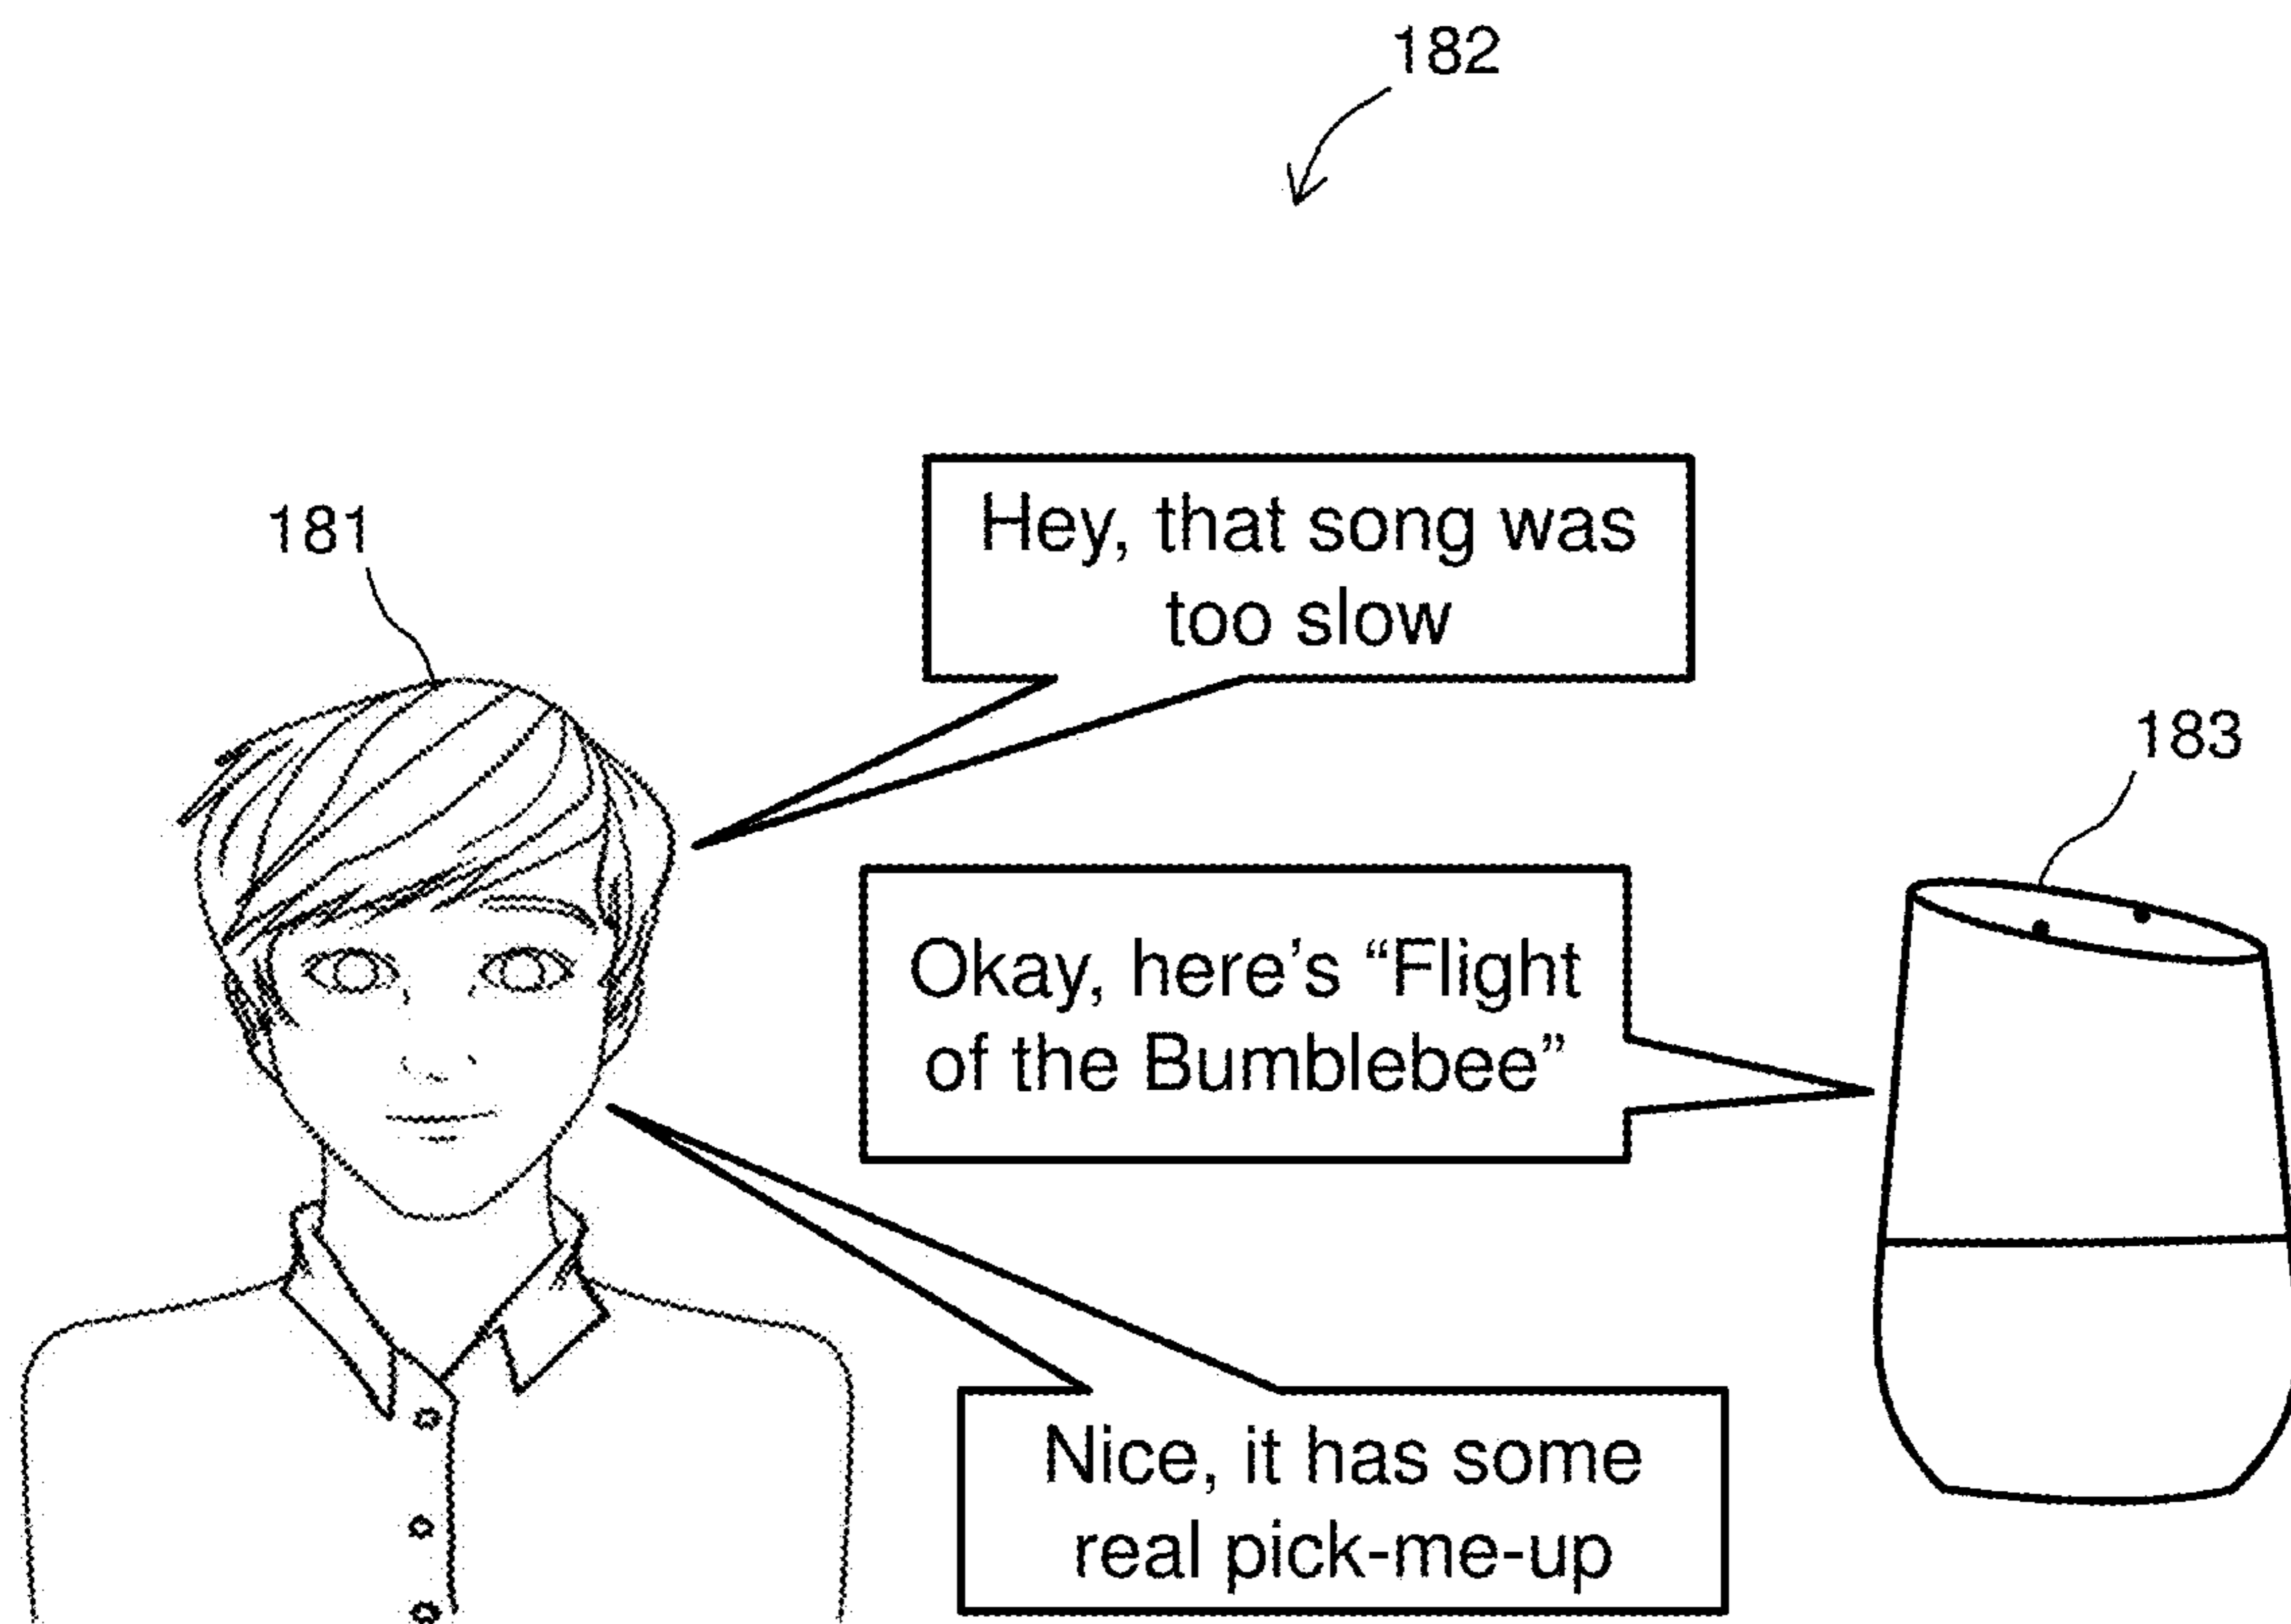 182
181
Hey, that song was
too slow
183
Okay, here’s “Flight
of the Bumblebee”
Nice, it has some
real pick-me-up